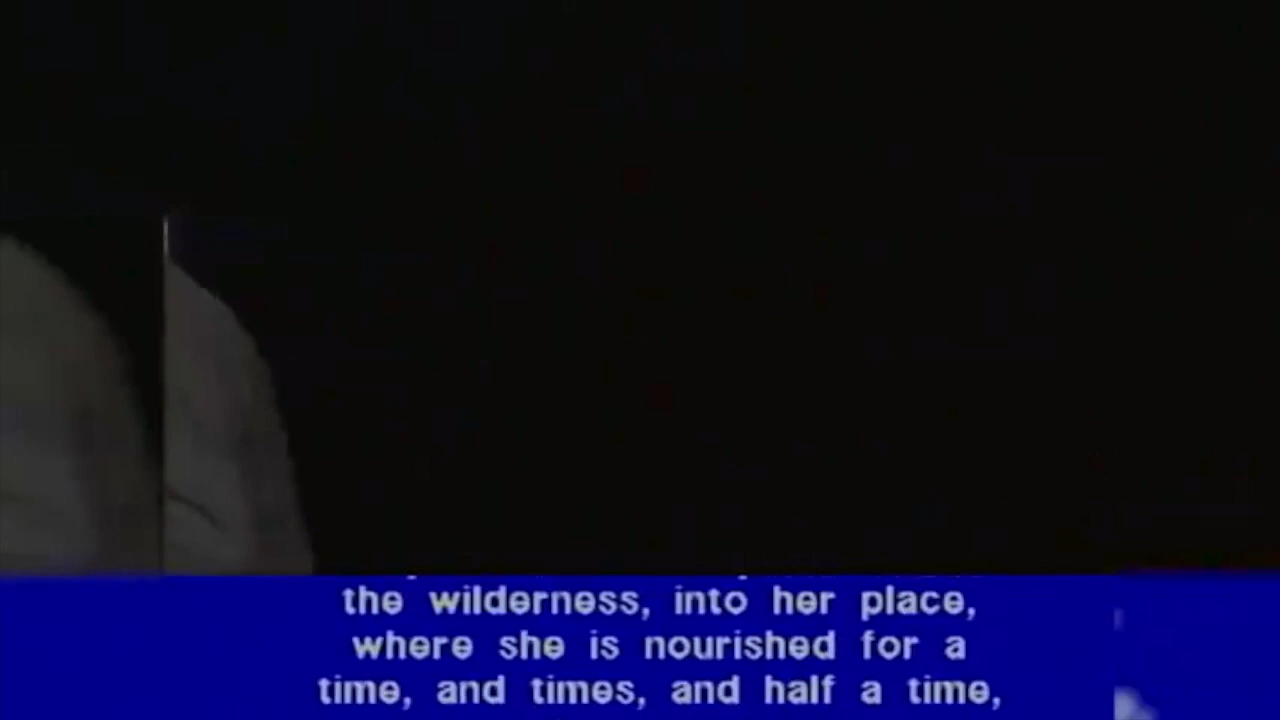 the wilderness, into her place,
where she is nourished for a
time, and times, and half a time,